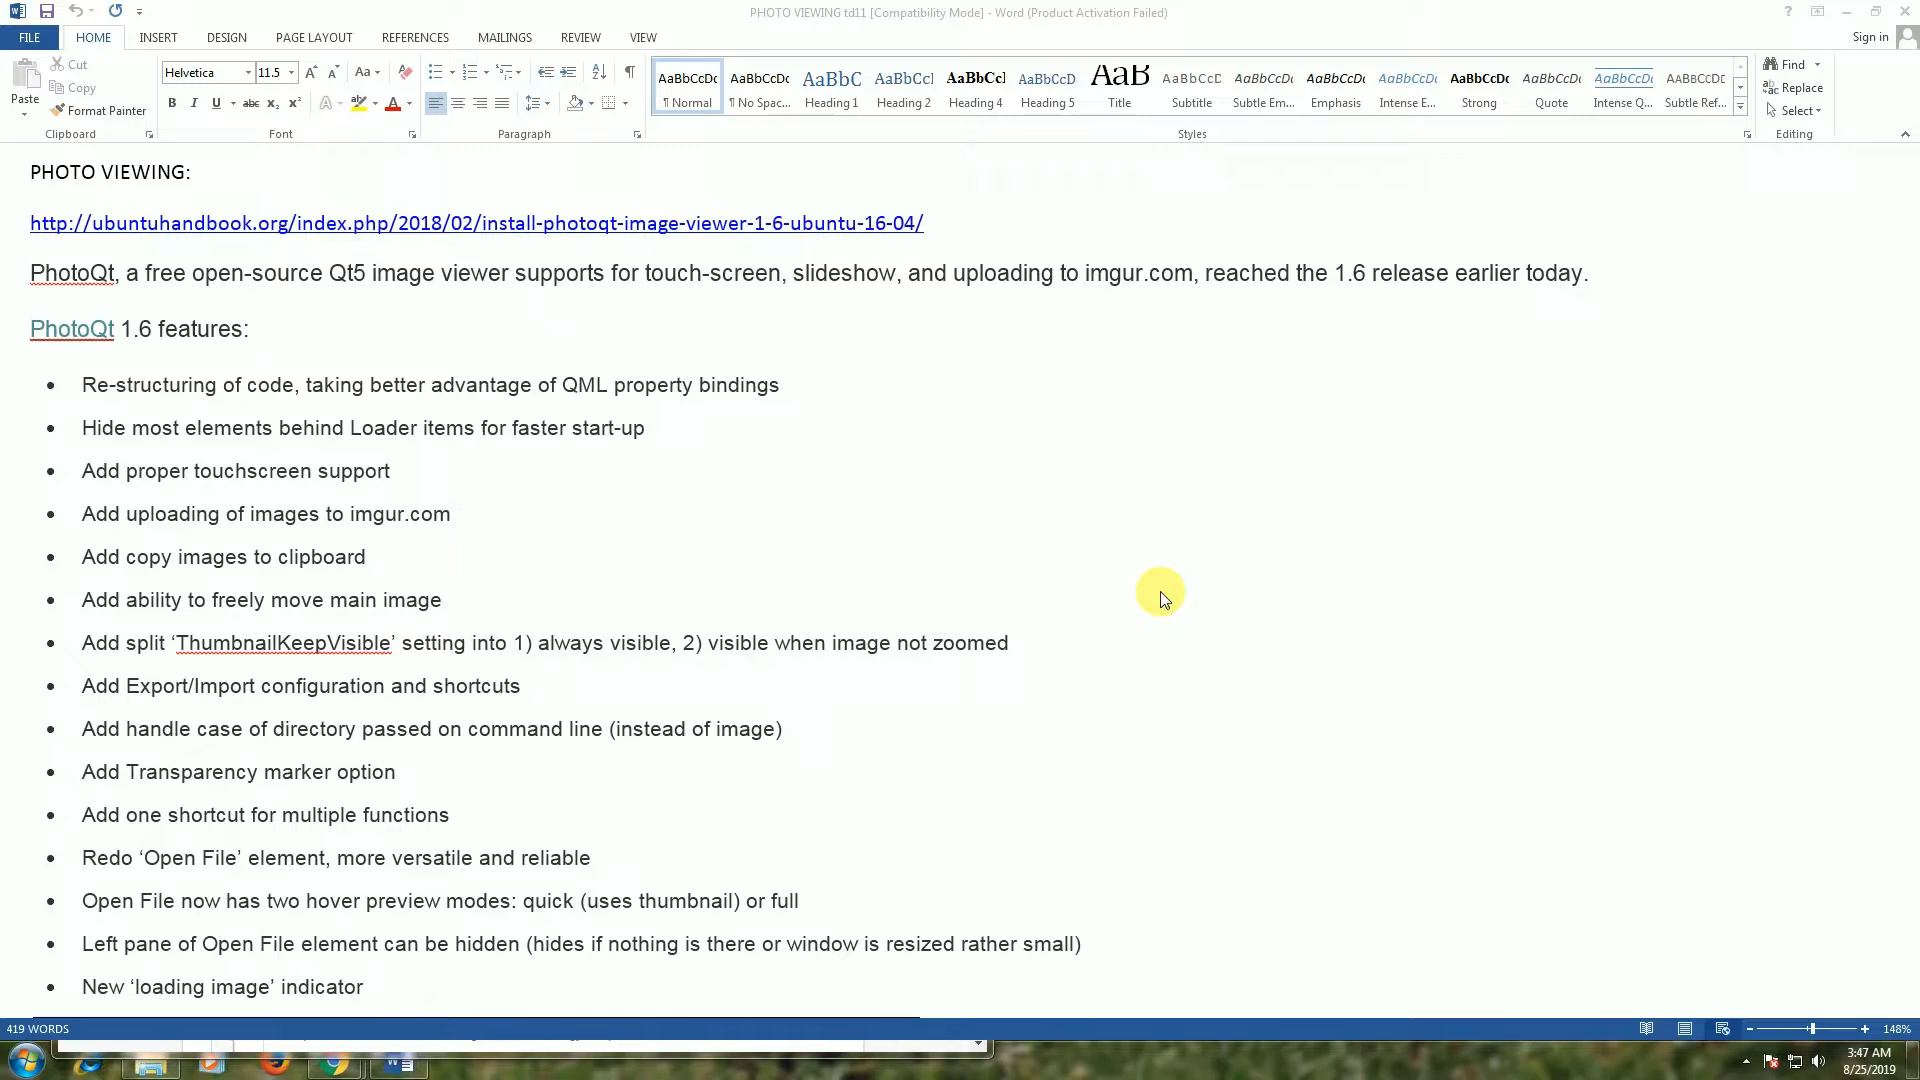 PHOTO VIEWING td11 [Compatibility Mode] - Word (Product Activation Failed)
FILE HOME INSERT DESIGN PAGE LAYOUT REFERENCES MAILINGS REVIEW VIEW Sign in
Cut
Copy
Format Painter
Paste
Clipboard
Helvetica 11.5
Font
Paragraph
AaBbCcDc AaBbCcDc AaBbC AaBbCcI AaBbCcI AaBbCcDc AaB AaBbCcD AaBbCcDc AaBbCcDc AaBbCcDc AaBbCcDc AaBbCcDc AaBbCcDc AaBbCcDc
¶ Normal ¶ No Spac... Heading 1 Heading 2 Heading 4 Heading 5 Title Subtitle Subtle Em... Emphasis Intense E... Strong Quote Intense Q... Subtle Ref...
Styles
Find
Replace
Select
Editing
PHOTO VIEWING:
http://ubuntuhandbook.org/index.php/2018/02/install-photoqt-image-viewer-1-6-ubuntu-16-04/
PhotoQt, a free open-source Qt5 image viewer supports for touch-screen, slideshow, and uploading to imgur.com, reached the 1.6 release earlier today.
PhotoQt 1.6 features:
• Re-structuring of code, taking better advantage of QML property bindings
• Hide most elements behind Loader items for faster start-up
• Add proper touchscreen support
• Add uploading of images to imgur.com
• Add copy images to clipboard
• Add ability to freely move main image
• Add split ‘ThumbnailKeepVisible’ setting into 1) always visible, 2) visible when image not zoomed
• Add Export/Import configuration and shortcuts
• Add handle case of directory passed on command line (instead of image)
• Add Transparency marker option
• Add one shortcut for multiple functions
• Redo ‘Open File’ element, more versatile and reliable
• Open File now has two hover preview modes: quick (uses thumbnail) or full
• Left pane of Open File element can be hidden (hides if nothing is there or window is resized rather small)
• New ‘loading image’ indicator
419 WORDS 148%
3:47 AM
8/25/2019